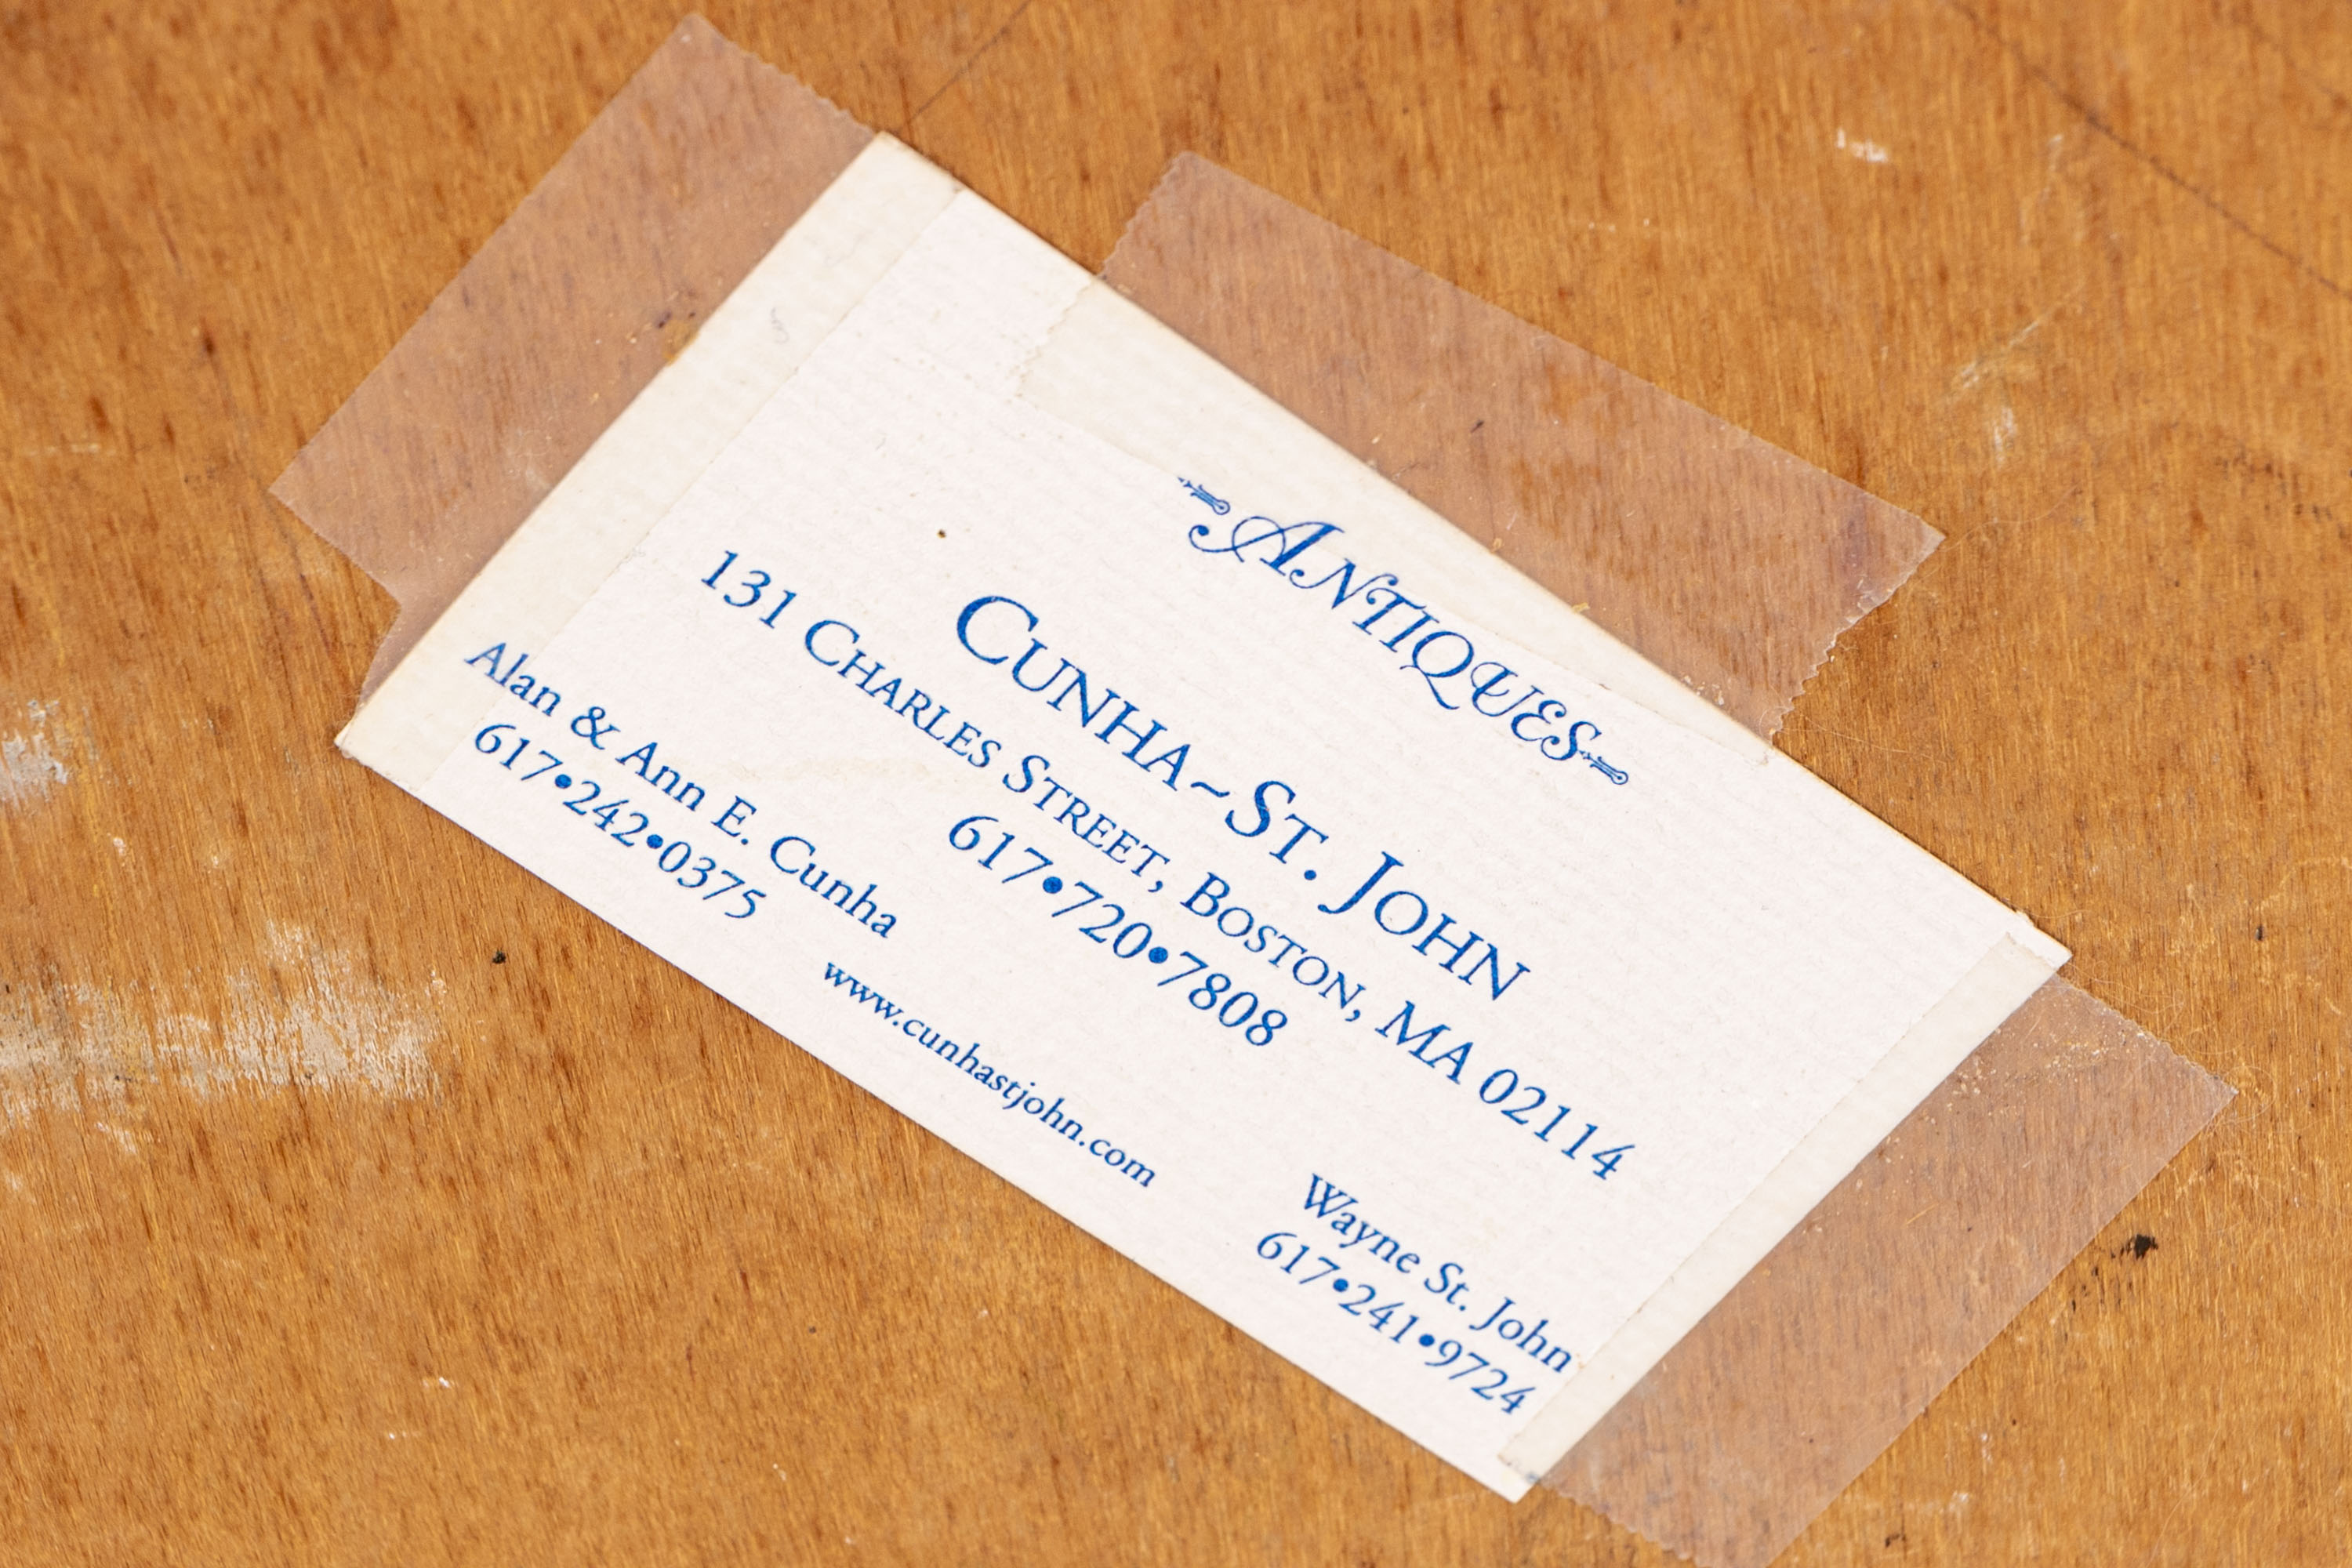 ANTIQUES
CUNHA~ST. JOHN
131 CHARLES STREET, BOSTON, MA 02114
617•720•7808
Alan & Ann E. Cunha
617•242•0375
Wayne St. John
617•241•9724
www.cunhastjohn.com